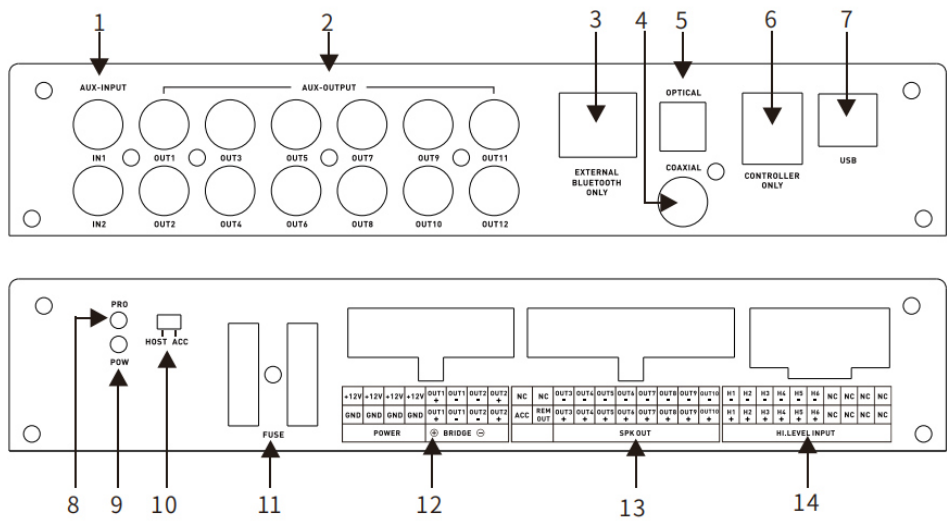 1 2 3 4 5 6 7
AUX-INPUT AUX-OUTPUT OPTICAL
IN1 OUT1 OUT3 OUT5 OUT7 OUT9 OUT11
EXTERNAL
BLUETOOTH
ONLY
COAXIAL
CONTROLLER
ONLY
USB
IN2 OUT2 OUT4 OUT6 OUT8 OUT10 OUT12
PRO
HOST ACC
POW
FUSE
+12V +12V +12V +12V OUT1 + OUT1 - OUT2 - OUT2 +
GND GND GND GND OUT1 + OUT1 - OUT2 - OUT2 +
POWER ⊕ BRIDGE ⊖
NC NC OUT3 - OUT4 - OUT5 - OUT6 - OUT7 - OUT8 - OUT9 - OUT10 -
ACC REM OUT OUT3 + OUT4 + OUT5 + OUT6 + OUT7 + OUT8 + OUT9 + OUT10 +
SPK OUT
H1 - H2 - H3 - H4 - H5 - H6 - NC NC NC NC
H1 + H2 + H3 + H4 + H5 + H6 + NC NC NC NC
HI.LEVEL INPUT
8 9 10 11 12 13 14